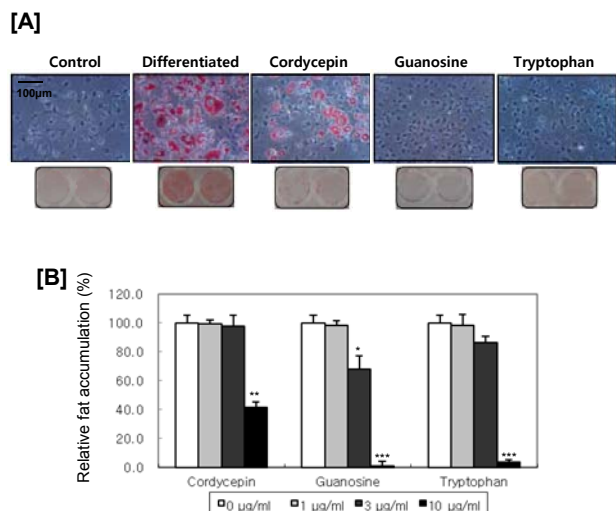 [A]
Control Differentiated Cordycepin Guanosine Tryptophan
100μm
[B]
Relative fat accumulation (%)
120.0
100.0
80.0
60.0
40.0
20.0
0.0
**
*
***
***
Cordycepin Guanosine Tryptophan
0 μg/ml 1 μg/ml 3 μg/ml 10 μg/ml